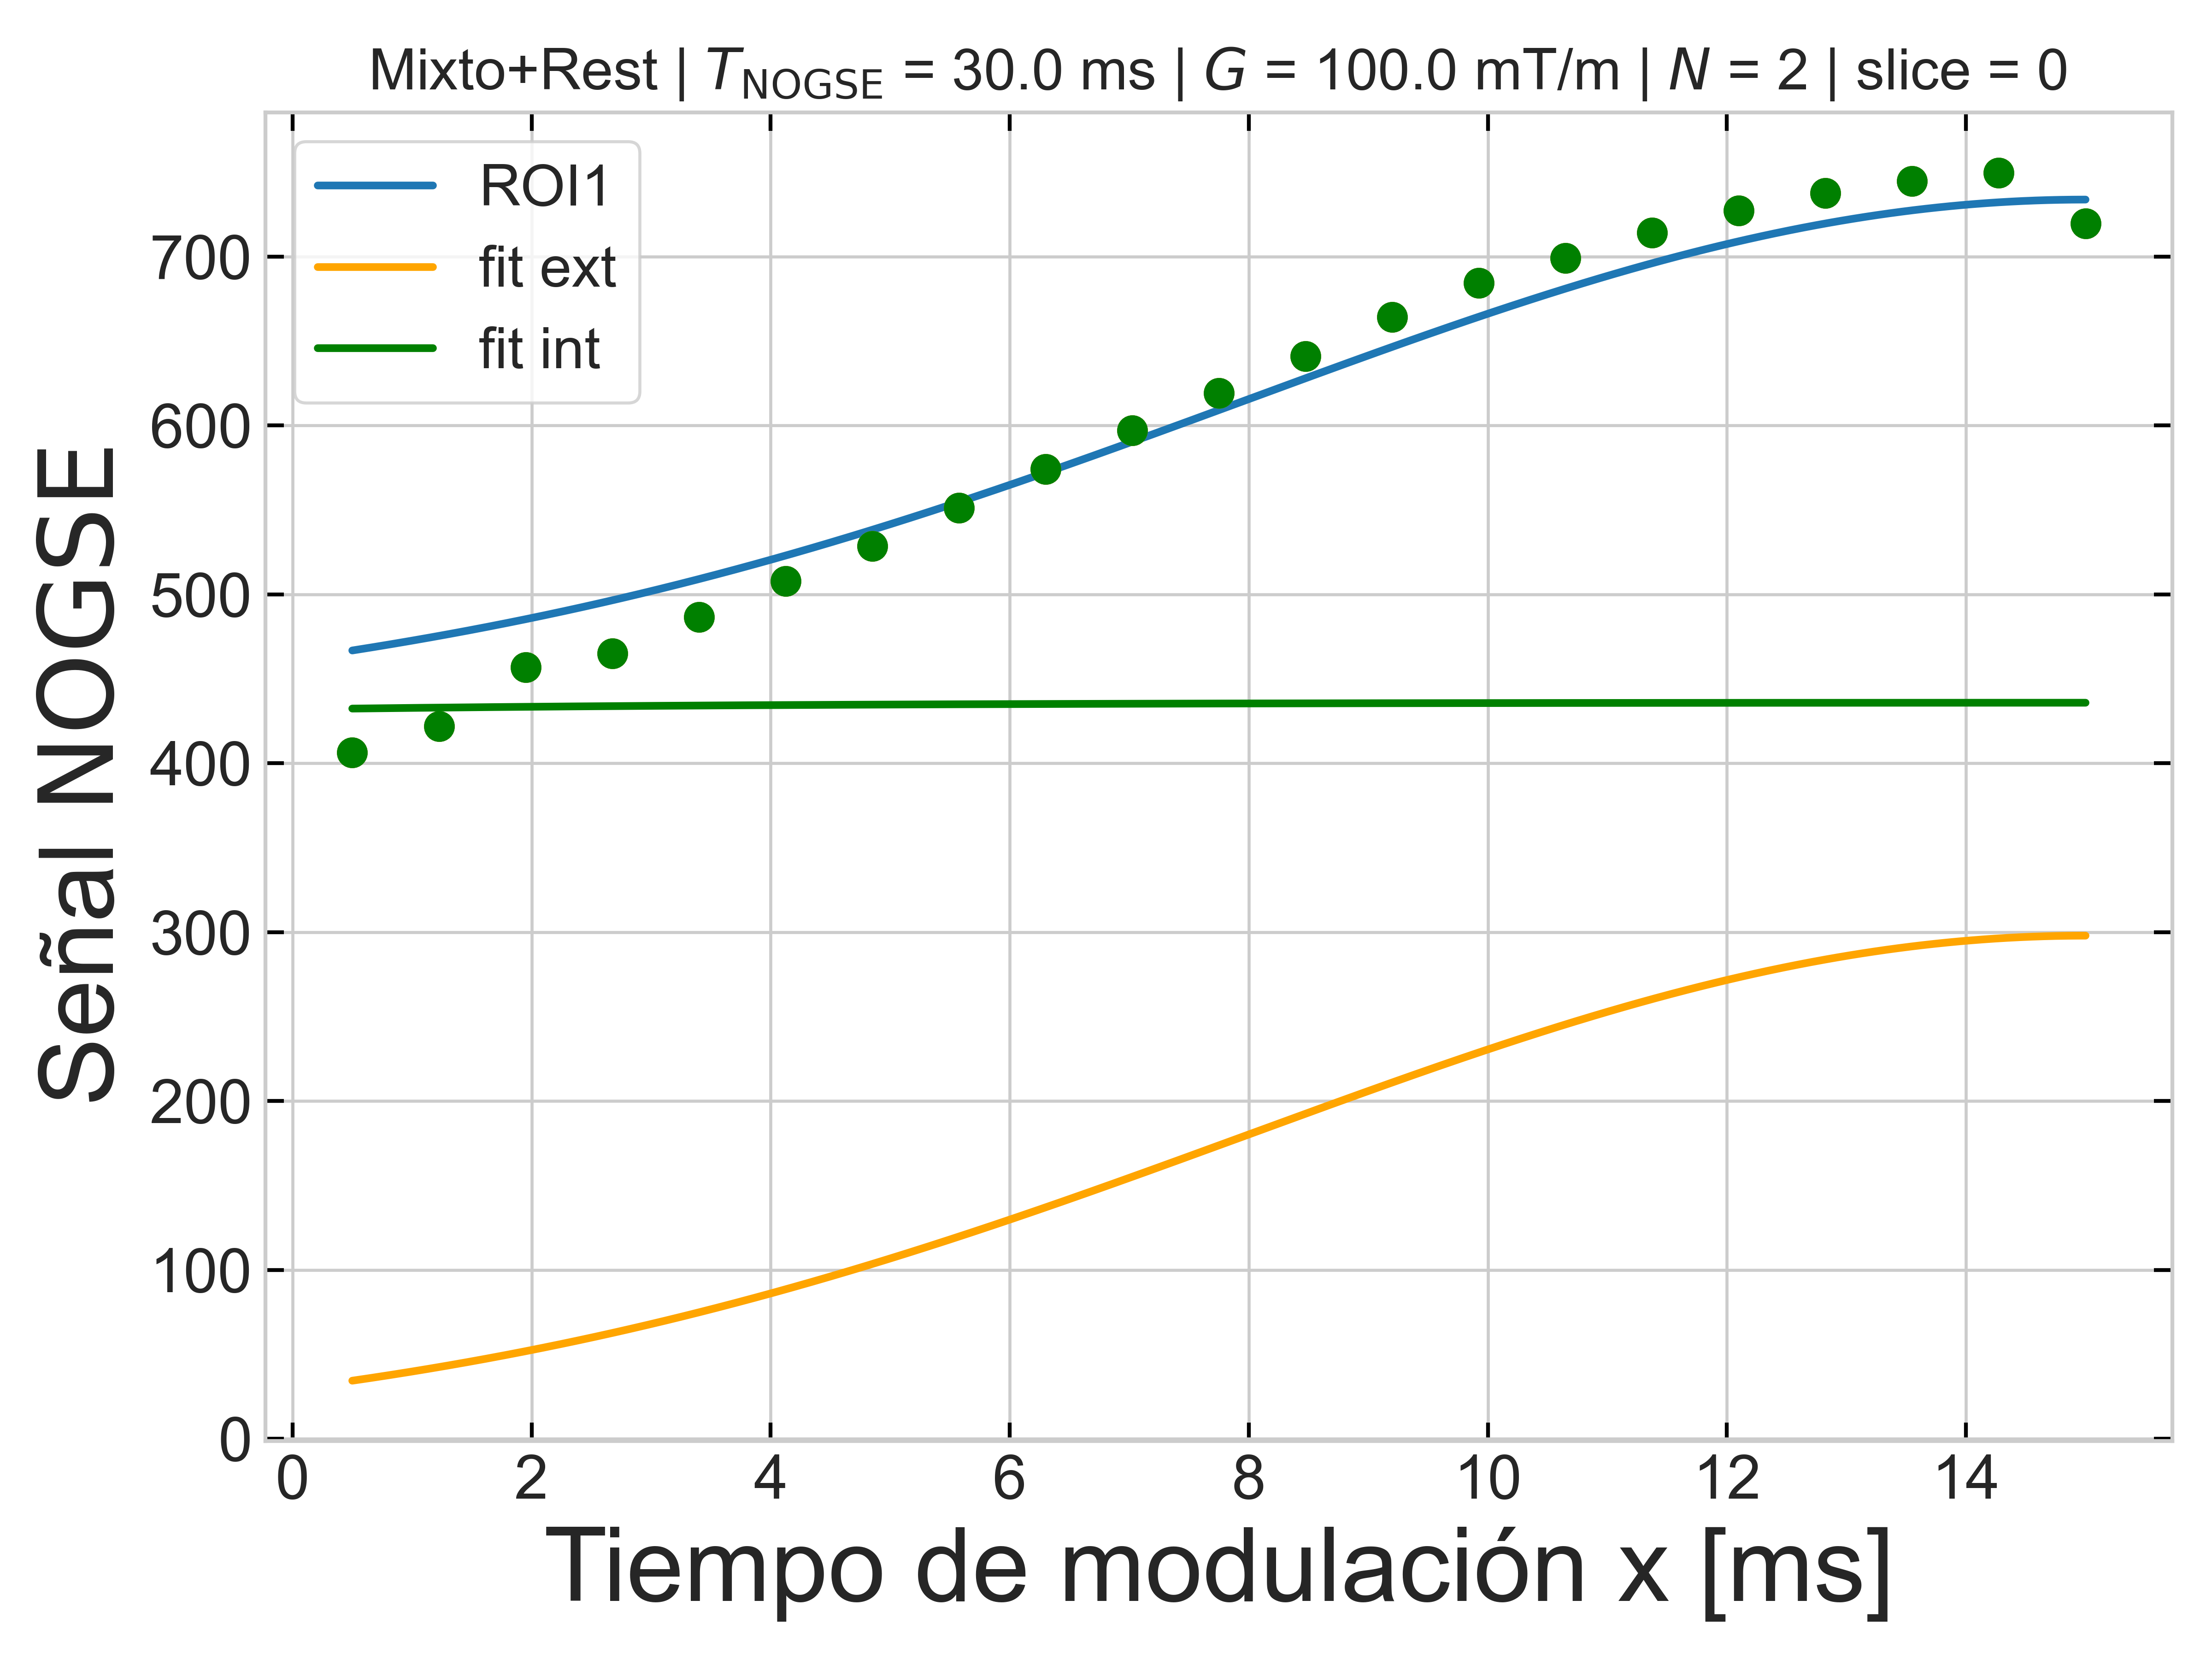 Mixto+Rest | T_NOGSE = 30.0 ms | G = 100.0 mT/m | N = 2 | slice = 0
ROI1
fit ext
fit int
Señal NOGSE
700
600
500
400
300
200
100
0
0 2 4 6 8 10 12 14
Tiempo de modulación x [ms]